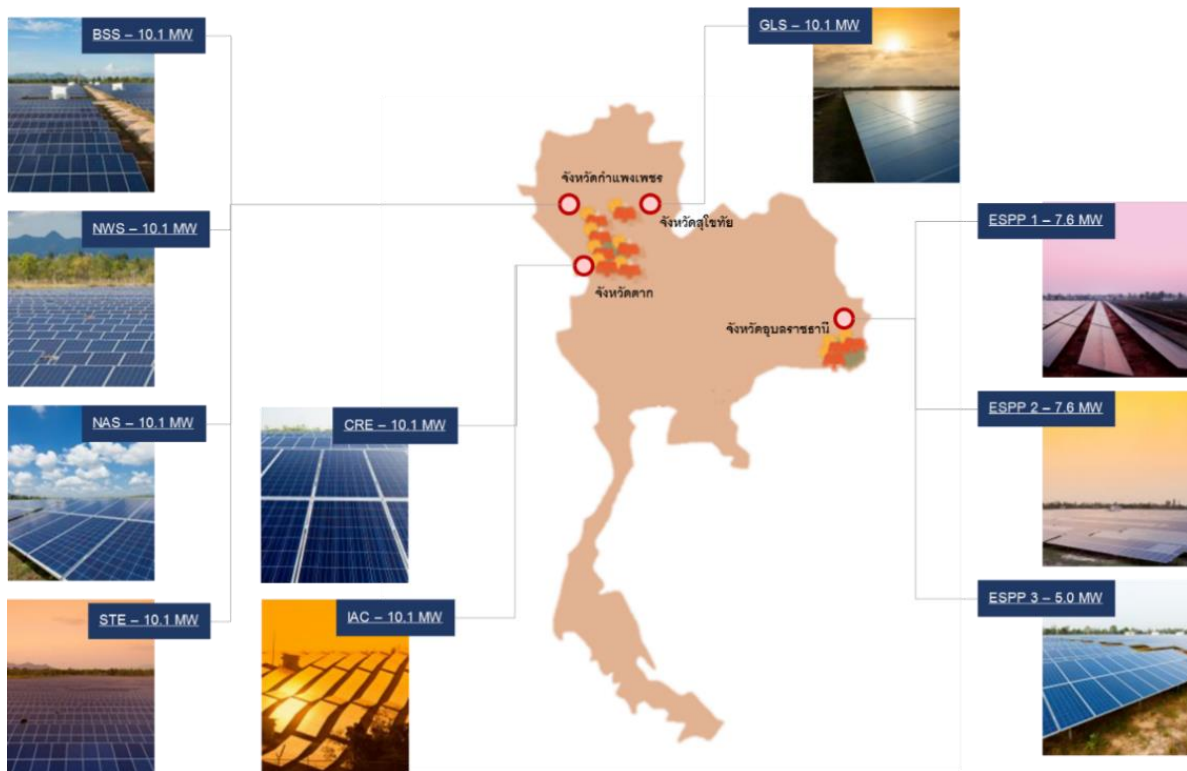 BSS – 10.1 MW
GLS – 10.1 MW
จังหวัดกำแพงเพชร
NWS – 10.1 MW
จังหวัดสุโขทัย
ESPP 1 – 7.6 MW
จังหวัดตาก
จังหวัดอุบลราชธานี
NAS – 10.1 MW
CRE – 10.1 MW
ESPP 2 – 7.6 MW
STE – 10.1 MW
IAC – 10.1 MW
ESPP 3 – 5.0 MW